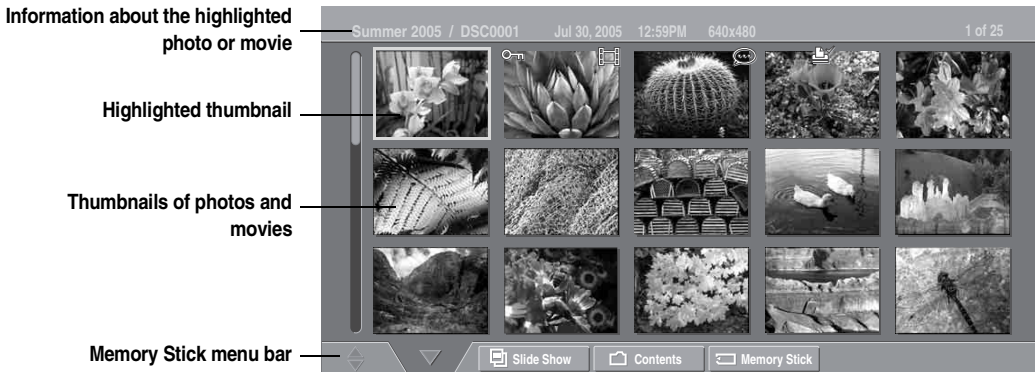 Information about the highlighted
photo or movie
Summer 2005 / DSC0001 Jul 30, 2005 12:59PM 640x480 1 of 25
Highlighted thumbnail
Thumbnails of photos and
movies
Memory Stick menu bar
Slide Show Contents Memory Stick